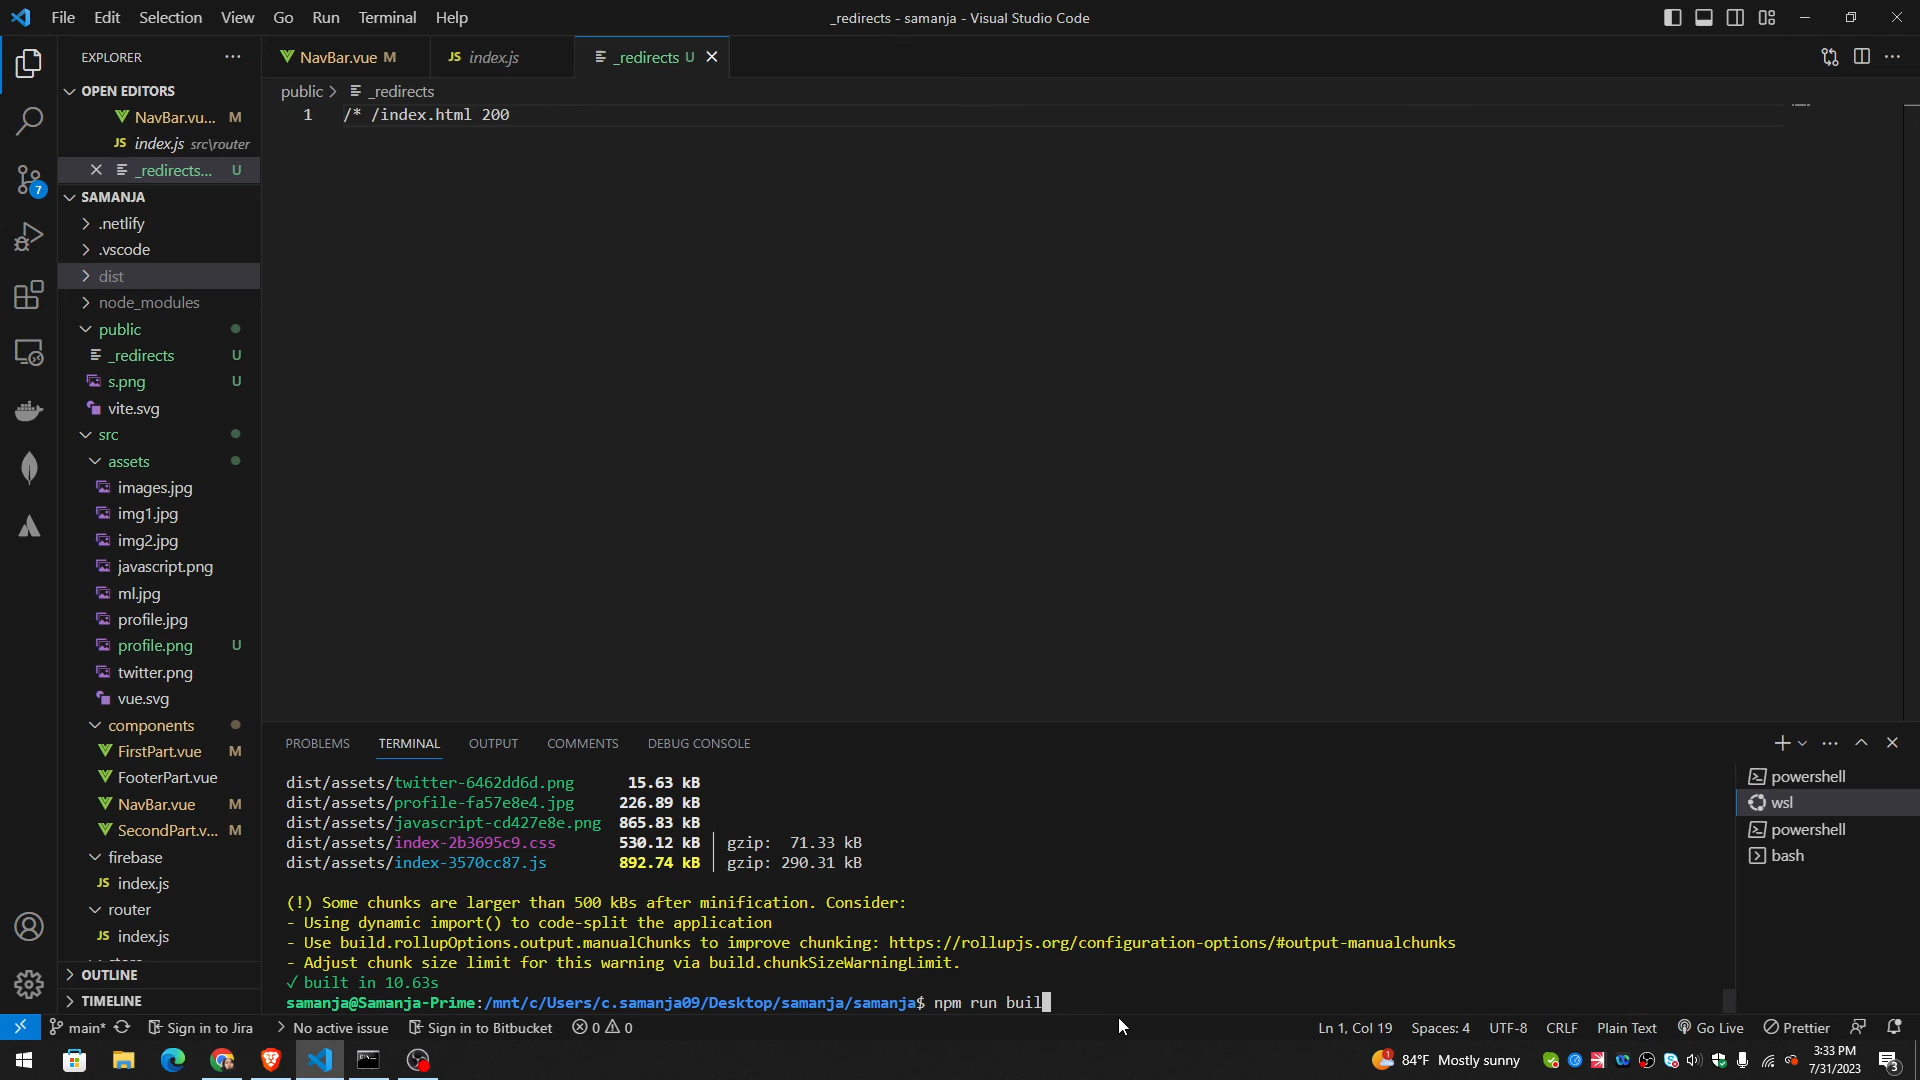 File Edit Selection View Go Run Terminal Help
_redirects - samanja - Visual Studio Code
EXPLORER
NavBar.vue M
JS index.js
_redirects U
OPEN EDITORS
NavBar.vu... M
JS index.js src\router
_redirects... U
public > _redirects
1 /* /index.html 200
7
SAMANJA
.netlify
.vscode
dist
node_modules
public
_redirects U
s.png U
vite.svg
src
assets
images.jpg
img1.jpg
img2.jpg
javascript.png
ml.jpg
profile.jpg
profile.png U
twitter.png
vue.svg
components
FirstPart.vue M
FooterPart.vue
NavBar.vue M
SecondPart.v... M
firebase
JS index.js
router
JS index.js
OUTLINE
TIMELINE
PROBLEMS TERMINAL OUTPUT COMMENTS DEBUG CONSOLE
dist/assets/twitter-6462dd6d.png 15.63 kB
dist/assets/profile-fa57e8e4.jpg 226.89 kB
dist/assets/javascript-cd427e8e.png 865.83 kB
dist/assets/index-2b3695c9.css 530.12 kB │ gzip: 71.33 kB
dist/assets/index-3570cc87.js 892.74 kB │ gzip: 290.31 kB
(!) Some chunks are larger than 500 kBs after minification. Consider:
- Using dynamic import() to code-split the application
- Use build.rollupOptions.output.manualChunks to improve chunking: https://rollupjs.org/configuration-options/#output-manualchunks
- Adjust chunk size limit for this warning via build.chunkSizeWarningLimit.
✓ built in 10.63s
samanja@Samanja-Prime:/mnt/c/Users/c.samanja09/Desktop/samanja/samanja$ npm run buil
powershell
wsl
powershell
bash
main* Sign in to Jira No active issue Sign in to Bitbucket 0 0
Ln 1, Col 19 Spaces: 4 UTF-8 CRLF Plain Text Go Live Prettier
1 84°F Mostly sunny
3:33 PM
7/31/2023
3